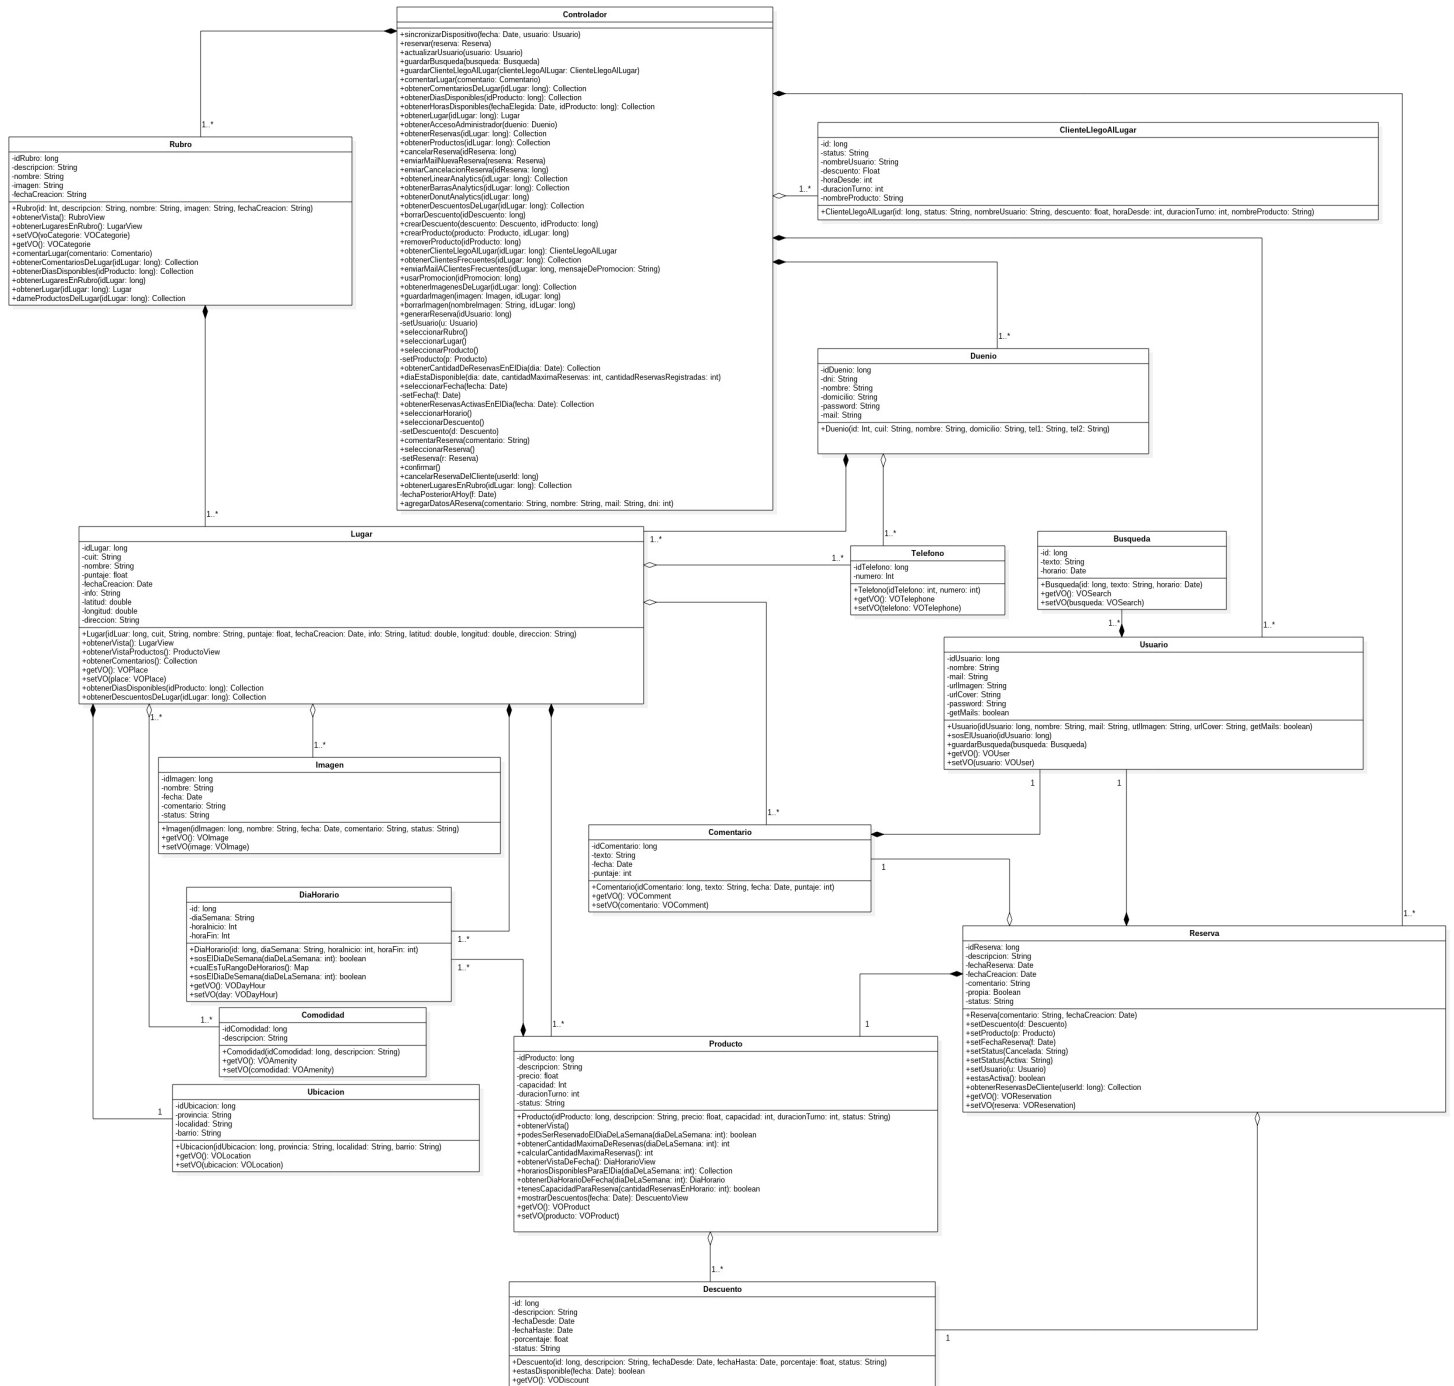 Controlador
+sincronizarDispositivo(fecha: Date, usuario: Usuario)
+reservar(reserva: Reserva)
+actualizarUsuario(usuario: Usuario)
+guardarBusqueda(busqueda: Busqueda)
+guardarClienteLlegoAlLugar(clienteLlegoAlLugar: ClienteLlegoAlLugar)
+comentarLugar(comentario: Comentario)
+obtenerComentariosDeLugar(idLugar: long): Collection
+obtenerDiasDisponibles(idProducto: long): Collection
+obtenerHorasDisponibles(fechaElegida: Date, idProducto: long): Collection
+obtenerLugar(idLugar: long): Lugar
+obtenerAccesoAdministrador(duenio: Duenio)
+obtenerReservas(idLugar: long): Collection
+obtenerProductos(idLugar: long): Collection
+cancelarReserva(idReserva: long)
+enviarMailNuevaReserva(reserva: Reserva)
+enviarCancelacionReserva(idReserva: long)
+obtenerLinearAnalytics(idLugar: long): Collection
+obtenerBarrasAnalytics(idLugar: long): Collection
+obtenerDonutAnalytics(idLugar: long)
+obtenerDescuentosDeLugar(idLugar: long): Collection
+borrarDescuento(idDescuento: long)
+crearDescuento(descuento: Descuento, idProducto: long)
+crearProducto(producto: Producto, idLugar: long)
+removerProducto(idProducto: long)
+obtenerClienteLlegoAlLugar(idLugar: long): ClienteLlegoAlLugar
+obtenerClientesFrecuentes(idLugar: long): Collection
+enviarMailAClientesFrecuentes(idLugar: long, mensajeDePromocion: String)
+usarPromocion(idPromocion: long)
+obtenerImagenesDeLugar(idLugar: long): Collection
+guardarImagen(imagen: Imagen, idLugar: long)
+borrarImagen(nombreImagen: String, idLugar: long)
+generarReserva(idUsuario: long)
-setUsuario(u: Usuario)
+seleccionarRubro()
+seleccionarLugar()
+seleccionarProducto()
-setProducto(p: Producto)
+obtenerCantidadDeReservasEnElDia(dia: Date): Collection
+diaEstaDisponible(dia: date, cantidadMaximaReservas: int, cantidadReservasRegistradas: int)
+seleccionarFecha(fecha: Date)
-setFecha(f: Date)
+obtenerReservasActivasEnElDia(fecha: Date): Collection
+seleccionarHorario()
+seleccionarDescuento()
-setDescuento(d: Descuento)
+comentarReserva(comentario: String)
+seleccionarReserva()
-setReserva(r: Reserva)
+confirmar()
+cancelarReservaDelCliente(userId: long)
+obtenerLugaresEnRubro(idLugar: long): Collection
-fechaPosteriorAHoy(f: Date)
+agregarDatosAReserva(comentario: String, nombre: String, mail: String, dni: int)
1..*
Rubro
-idRubro: long
-descripcion: String
-nombre: String
-imagen: String
-fechaCreacion: String
+Rubro(id: Int, descripcion: String, nombre: String, imagen: String, fechaCreacion: String)
+obtenerVista(): RubroView
+obtenerLugaresEnRubro(): LugarView
+setVO(voCategorie: VOCategorie)
+getVO(): VOCategorie
+comentarLugar(comentario: Comentario)
+obtenerComentariosDeLugar(idLugar: long): Collection
+obtenerDiasDisponibles(idProducto: long): Collection
+obtenerLugaresEnRubro(idLugar: long)
+obtenerLugar(idLugar: long): Lugar
+dameProductosDelLugar(idLugar: long): Collection
1..*
ClienteLlegoAlLugar
-id: long
-status: String
-nombreUsuario: String
-descuento: Float
-horaDesde: int
-duracionTurno: int
-nombreProducto: String
+ClienteLlegoAlLugar(id: long, status: String, nombreUsuario: String, descuento: float, horaDesde: int, duracionTurno: int, nombreProducto: String)
1..*
1..*
Duenio
-idDuenio: long
-dni: String
-nombre: String
-domicilio: String
-password: String
-mail: String
+Duenio(id: Int, cuil: String, nombre: String, domicilio: String, tel1: String, tel2: String)
1..*
1..*
1..*
Lugar
-idLugar: long
-cuit: String
-nombre: String
-puntaje: float
-fechaCreacion: Date
-info: String
-latitud: double
-longitud: double
-direccion: String
+Lugar(idLuar: long, cuit, String, nombre: String, puntaje: float, fechaCreacion: Date, info: String, latitud: double, longitud: double, direccion: String)
+obtenerVista(): LugarView
+obtenerVistaProductos(): ProductoView
+obtenerComentarios(): Collection
+getVO(): VOPlace
+setVO(place: VOPlace)
+obtenerDiasDisponibles(idProducto: long): Collection
+obtenerDescuentosDeLugar(idLugar: long): Collection
1..*
Telefono
-idTelefono: long
-numero: Int
+Telefono(idTelefono: int, numero: int)
+getVO(): VOTelephone
+setVO(telefono: VOTelephone)
Busqueda
-id: long
-texto: String
-horario: Date
+Busqueda(id: long, texto: String, horario: Date)
+getVO(): VOSearch
+setVO(busqueda: VOSearch)
1..*
1..*
Usuario
-idUsuario: long
-nombre: String
-mail: String
-urlImagen: String
-urlCover: String
-password: String
-getMails: boolean
+Usuario(idUsuario: long, nombre: String, mail: String, utlImagen: String, urlCover: String, getMails: boolean)
+sosElUsuario(idUsuario: long)
+guardarBusqueda(busqueda: Busqueda)
+getVO(): VOUser
+setVO(usuario: VOUser)
1..*
1..*
Imagen
-idImagen: long
-nombre: String
-fecha: Date
-comentario: String
-status: String
+Imagen(idImagen: long, nombre: String, fecha: Date, comentario: String, status: String)
+getVO(): VOImage
+setVO(image: VOImage)
1
1
1..*
Comentario
-idComentario: long
-texto: String
-fecha: Date
-puntaje: int
+Comentario(idComentario: long, texto: String, fecha: Date, puntaje: int)
+getVO(): VOComment
+setVO(comentario: VOComment)
1
DiaHorario
-id: long
-diaSemana: String
-horaInicio: Int
-horaFin: Int
+DiaHorario(id: long, diaSemana: String, horaInicio: int, horaFin: int)
+sosElDiaDeSemana(diaDeLaSemana: int): boolean
+cualEsTuRangoDeHorarios(): Map
+sosElDiaDeSemana(diaDeLaSemana: int): boolean
+getVO(): VODayHour
+setVO(day: VODayHour)
1..*
1..*
1..*
Reserva
-idReserva: long
-descripcion: String
-fechaReserva: Date
-fechaCreacion: Date
-comentario: String
-propia: Boolean
-status: String
+Reserva(comentario: String, fechaCreacion: Date)
+setDescuento(d: Descuento)
+setProducto(p: Producto)
+setFechaReserva(f: Date)
+setStatus(Cancelada: String)
+setStatus(Activa: String)
+setUsuario(u: Usuario)
+estasActiva(): boolean
+obtenerReservasDeCliente(userId: long): Collection
+getVO(): VOReservation
+setVO(reserva: VOReservation)
1..*
Comodidad
-idComodidad: long
-descripcion: String
+Comodidad(idComodidad: long, descripcion: String)
+getVO(): VOAmenity
+setVO(comodidad: VOAmenity)
1
Ubicacion
-idUbicacion: long
-provincia: String
-localidad: String
-barrio: String
+Ubicacion(idUbicacion: long, provincia: String, localidad: String, barrio: String)
+getVO(): VOLocation
+setVO(ubicacion: VOLocation)
1..*
1
Producto
-idProducto: long
-descripcion: String
-precio: float
-capacidad: Int
-duracionTurno: int
-status: String
+Producto(idProducto: long, descripcion: String, precio: float, capacidad: int, duracionTurno: int, status: String)
+obtenerVista()
+podesSerReservadoElDiaDeLaSemana(diaDeLaSemana: int): boolean
+obtenerCantidadMaximaDeReservas(diaDeLaSemana: int): int
+calcularCantidadMaximaReservas(): int
+obtenerVistaDeFecha(): DiaHorarioView
+horariosDisponiblesParaElDia(diaDeLaSemana: int): Collection
+obtenerDiaHorarioDeFecha(diaDeLaSemana: int): DiaHorario
+tenesCapacidadParaReserva(cantidadReservasEnHorario: int): boolean
+mostrarDescuentos(fecha: Date): DescuentoView
+getVO(): VOProduct
+setVO(producto: VOProduct)
1..*
Descuento
-id: long
-descripcion: String
-fechaDesde: Date
-fechaHaste: Date
-porcentaje: float
-status: String
+Descuento(id: long, descripcion: String, fechaDesde: Date, fechaHasta: Date, porcentaje: float, status: String)
+estasDisponible(fecha: Date): boolean
+getVO(): VODiscount
1